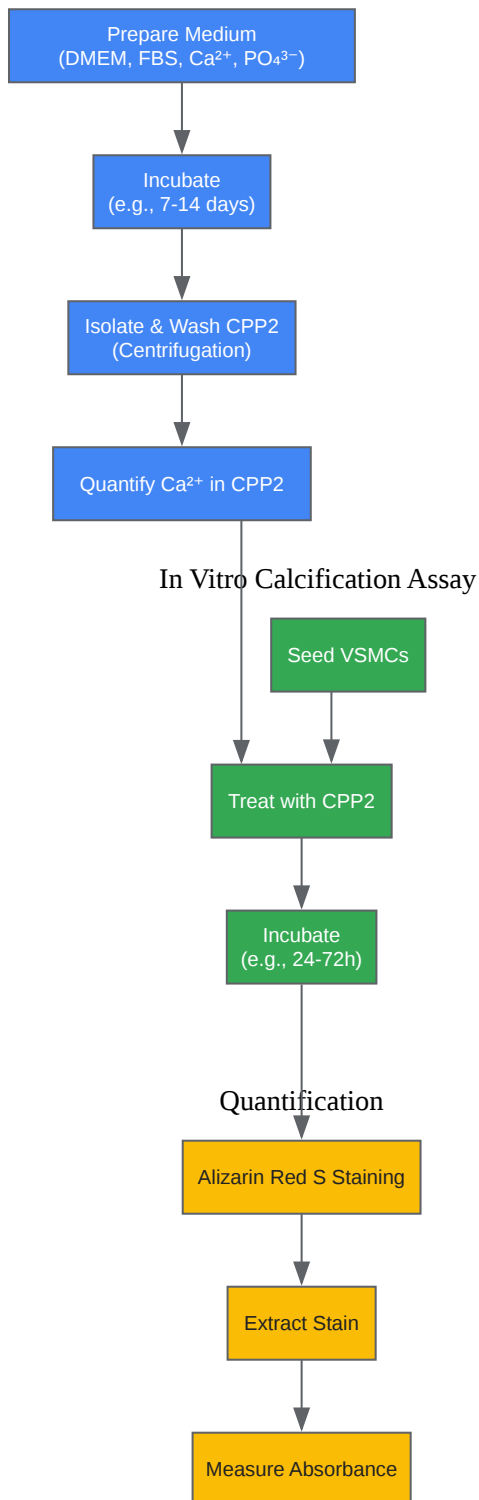 Prepare Medium
(DMEM, FBS, Ca²⁺, PO₄³⁻)
Incubate
(e.g., 7-14 days)
Isolate & Wash CPP2
(Centrifugation)
Quantify Ca²⁺ in CPP2
In Vitro Calcification Assay
Seed VSMCs
Treat with CPP2
Incubate
(e.g., 24-72h)
Quantification
Alizarin Red S Staining
Extract Stain
Measure Absorbance